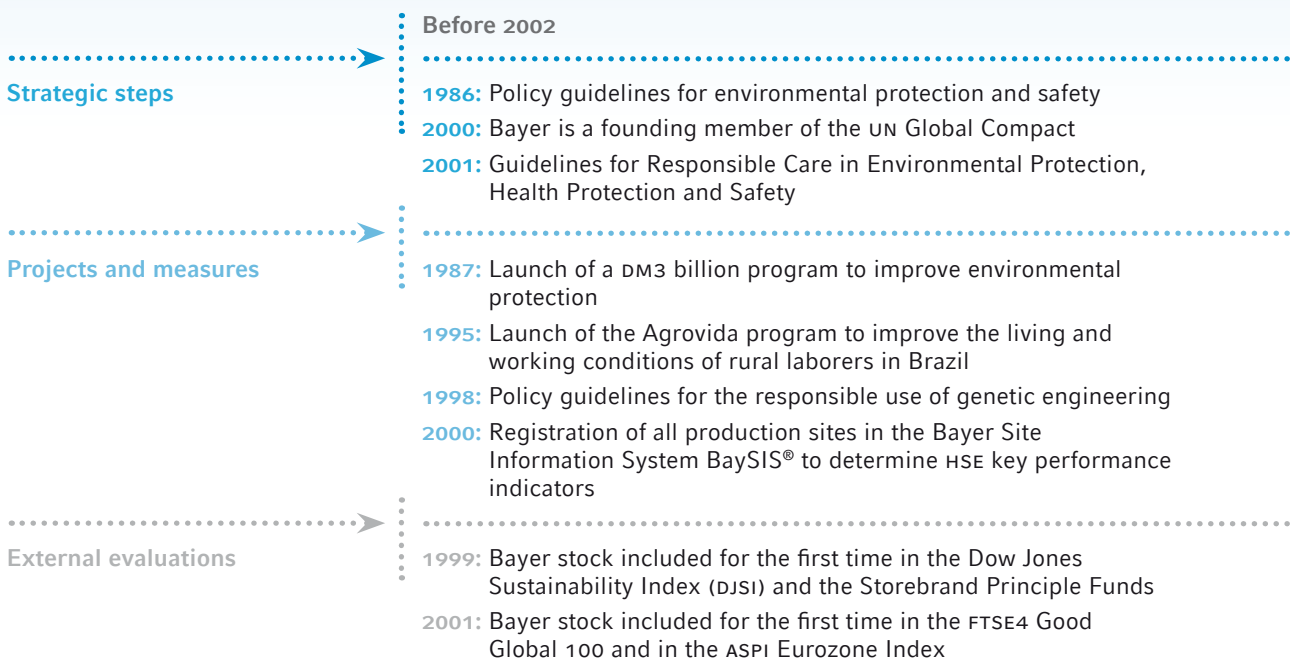 Before 2002
Strategic steps
1986: Policy guidelines for environmental protection and safety
2000: Bayer is a founding member of the UN Global Compact
2001: Guidelines for Responsible Care in Environmental Protection,
Health Protection and Safety
Projects and measures
1987: Launch of a DM3 billion program to improve environmental
protection
1995: Launch of the Agrovida program to improve the living and
working conditions of rural laborers in Brazil
1998: Policy guidelines for the responsible use of genetic engineering
2000: Registration of all production sites in the Bayer Site
Information System BaySIS® to determine HSE key performance
indicators
External evaluations
1999: Bayer stock included for the first time in the Dow Jones
Sustainability Index (DJSI) and the Storebrand Principle Funds
2001: Bayer stock included for the first time in the FTSE4 Good
Global 100 and in the ASPI Eurozone Index